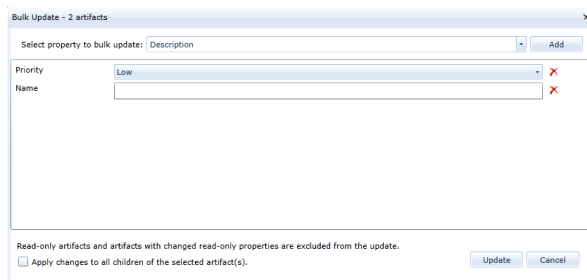 Bulk Update - 2 artifacts
Select property to bulk update: Description Add
Priority Low
Name
Read-only artifacts and artifacts with changed read-only properties are excluded from the update.
Apply changes to all children of the selected artifact(s).
Update Cancel